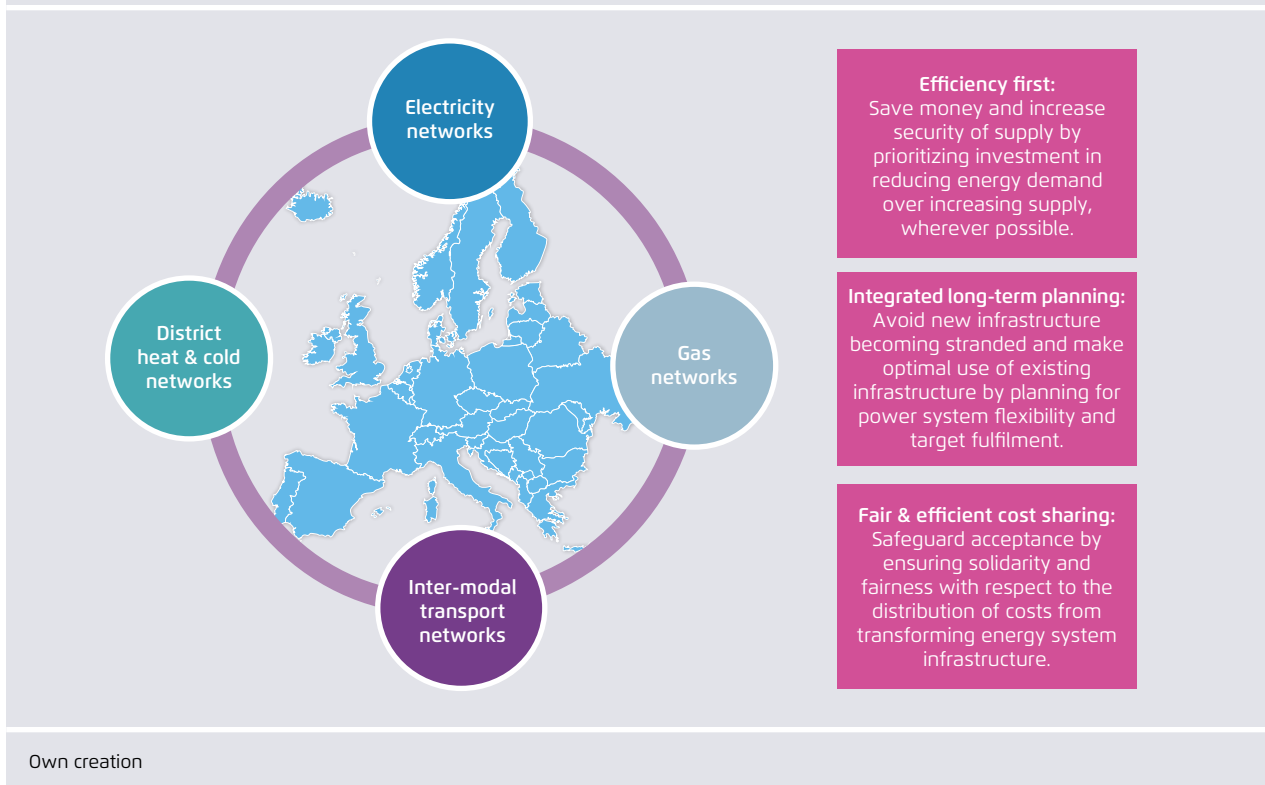 Electricity
networks
District
heat & cold
networks
Gas
networks
Inter-modal
transport
networks
Efficiency first:
Save money and increase
security of supply by
prioritizing investment in
reducing energy demand
over increasing supply,
wherever possible.
Integrated long-term planning:
Avoid new infrastructure
becoming stranded and make
optimal use of existing
infrastructure by planning for
power system flexibility and
target fulfilment.
Fair & efficient cost sharing:
Safeguard acceptance by
ensuring solidarity and
fairness with respect to the
distribution of costs from
transforming energy system
infrastructure.
Own creation